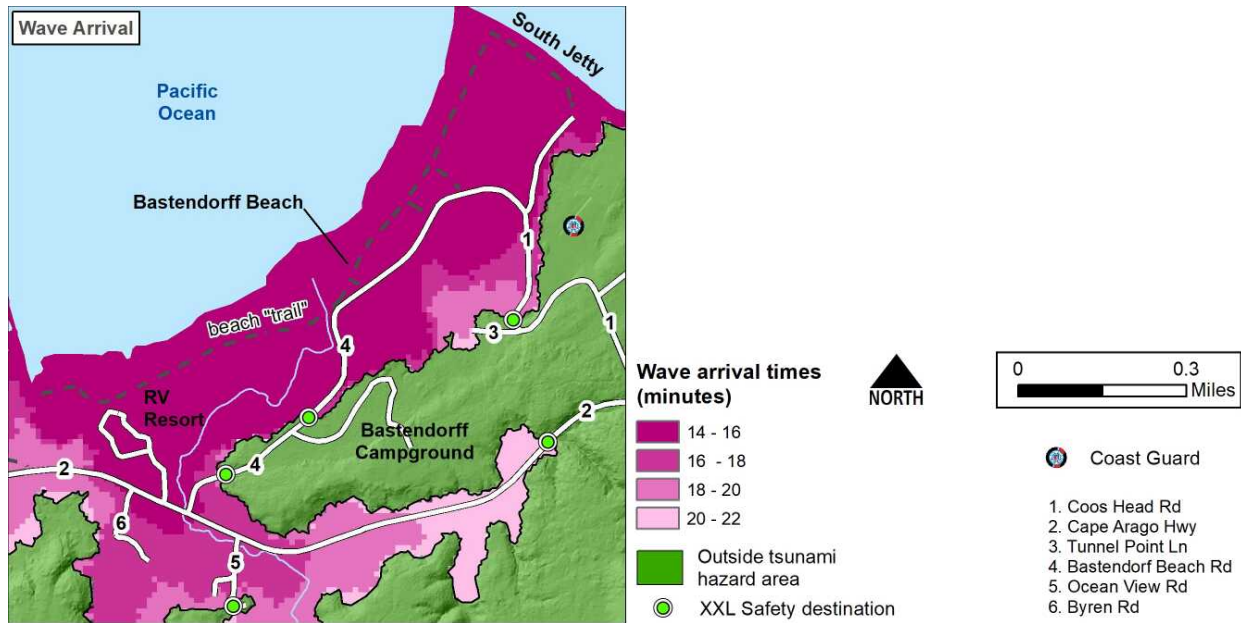 Wave Arrival
South Jetty
Pacific
Ocean
Bastendorff Beach
1
beach "trail"
3
1
4
RV
Resort
2
Bastendorff
Campground
4
2
6
5
Wave arrival times
(minutes)
14 - 16
16 - 18
18 - 20
20 - 22
Outside tsunami
hazard area
XXL Safety destination
NORTH
0 0.3
Miles
Coast Guard
1. Coos Head Rd
2. Cape Arago Hwy
3. Tunnel Point Ln
4. Bastendorf Beach Rd
5. Ocean View Rd
6. Byren Rd